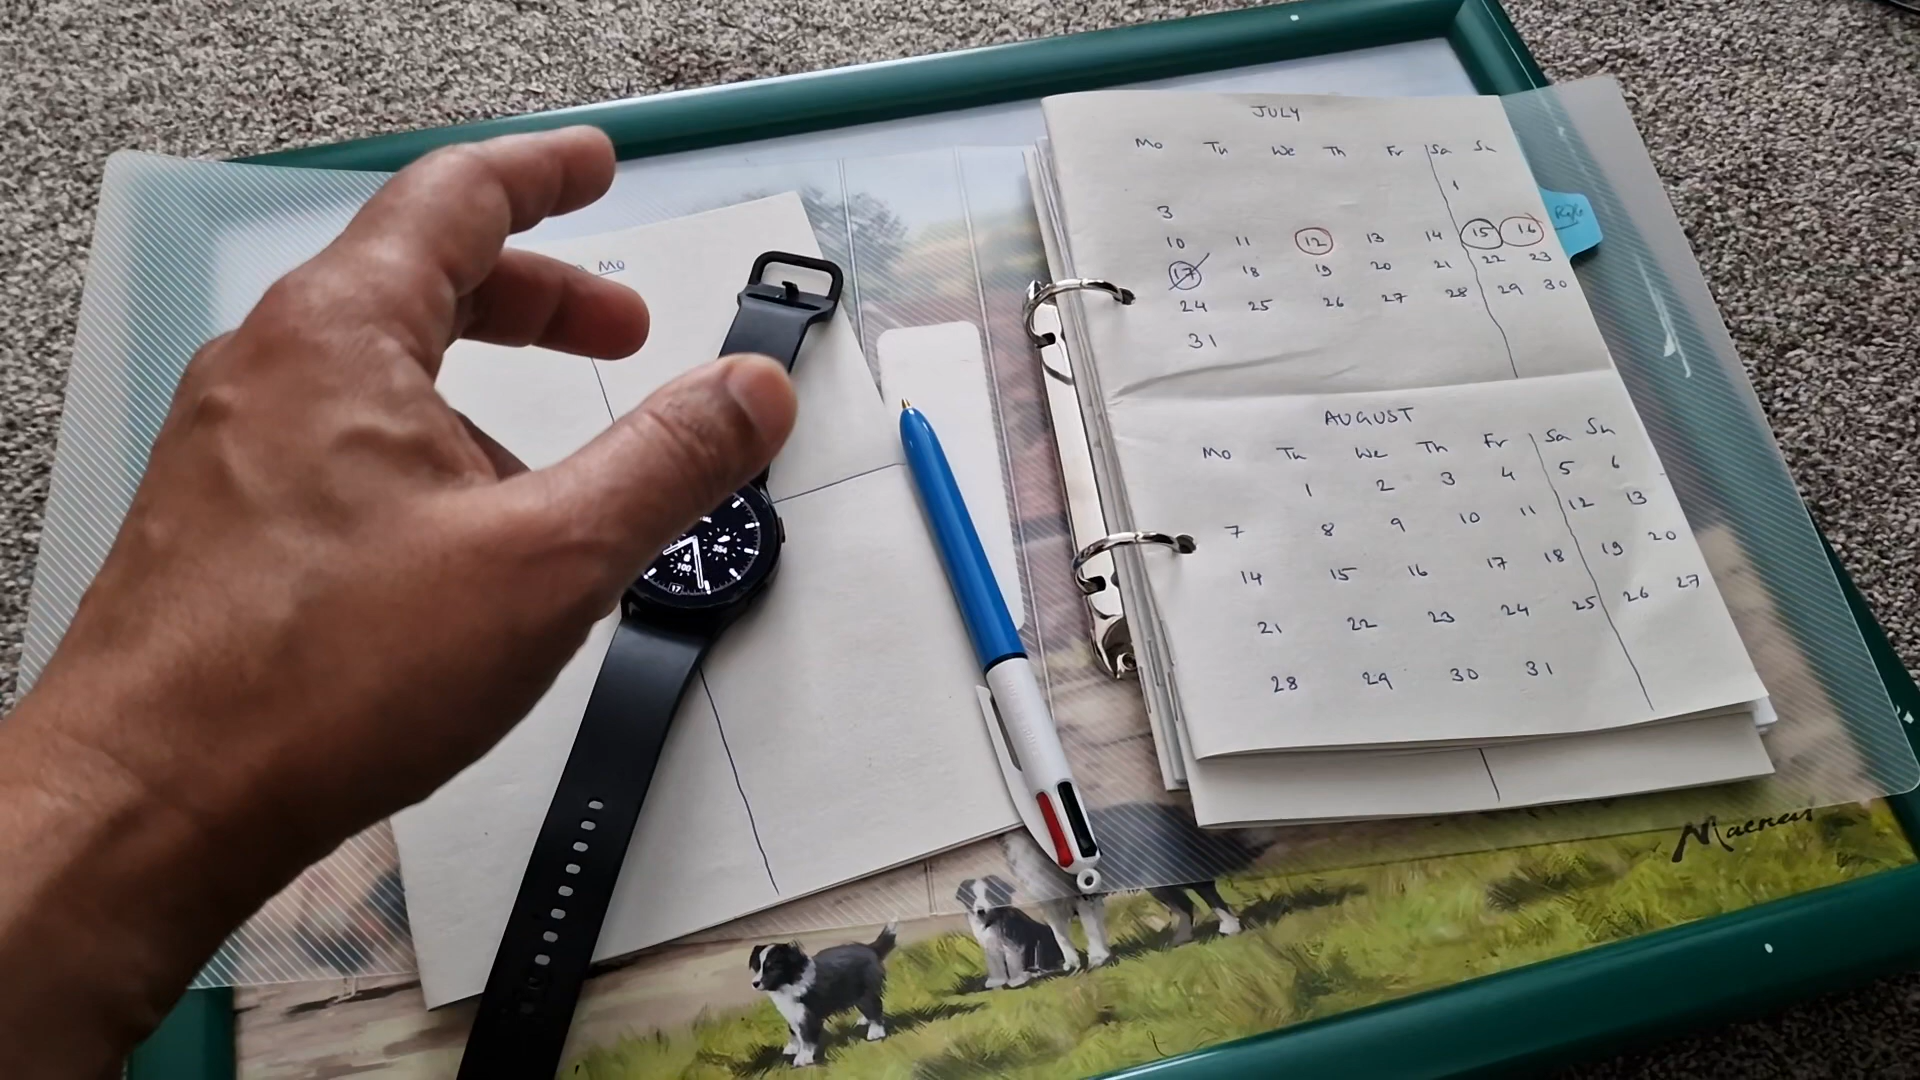 Mo
JULY
Mo Tu We Th Fr Sa Su
1
3
10 11 12 13 14 15 16
17 18 19 20 21 22 23
24 25 26 27 28 29 30
31
AUGUST
Mo Tu We Th Fr Sa Su
1 2 3 4 5 6
7 8 9 10 11 12 13
14 15 16 17 18 19 20
21 22 23 24 25 26 27
28 29 30 31
354
100
17